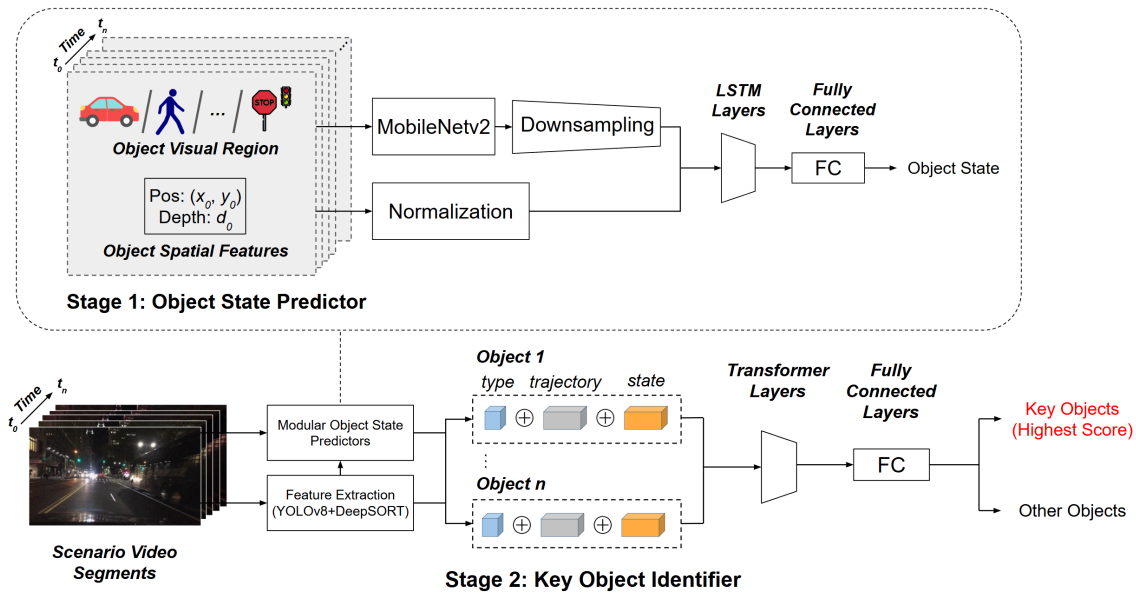 t0 Time tn
STOP
...
Object Visual Region
Pos: (x0, y0)
Depth: d0
Object Spatial Features
MobileNetv2
Downsampling
Normalization
LSTM
Layers
Fully
Connected
Layers
FC
Object State
Stage 1: Object State Predictor
t0 Time tn
Scenario Video
Segments
Modular Object State
Predictors
Feature Extraction
(YOLOv8+DeepSORT)
Object 1
type trajectory state
Object n
Transformer
Layers
Fully
Connected
Layers
FC
Key Objects
(Highest Score)
Other Objects
Stage 2: Key Object Identifier